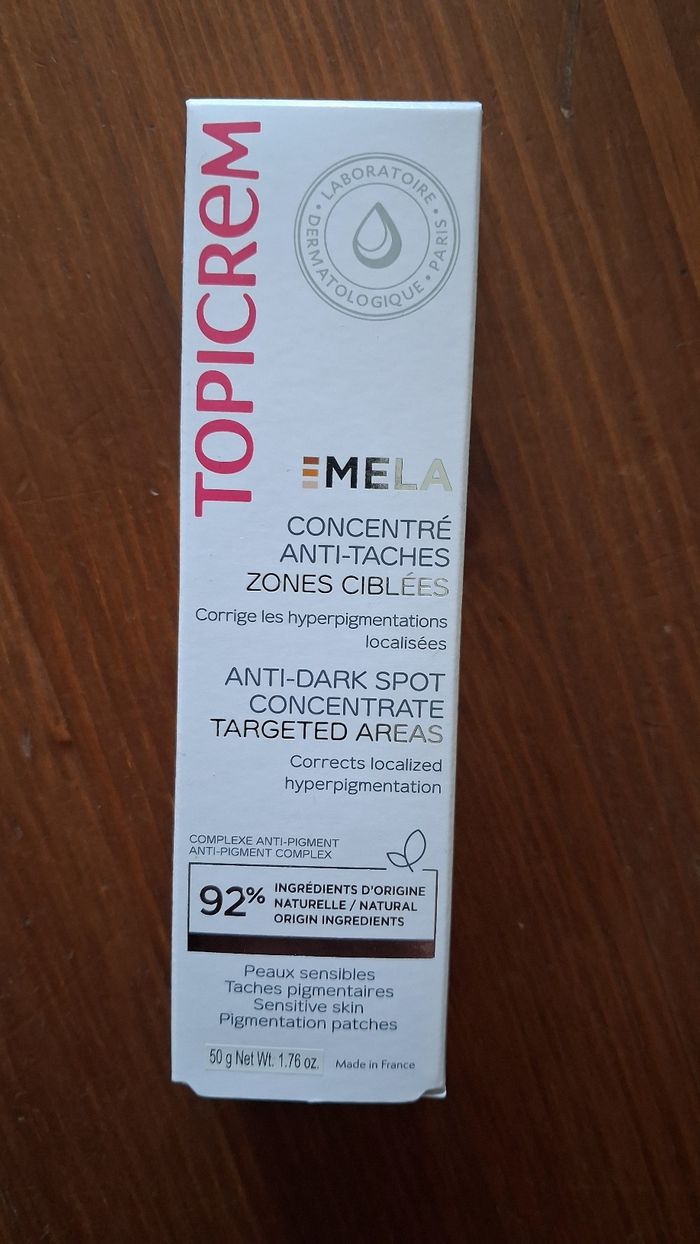 TOPICREM
• LABORATOIRE • DERMATOLOGIQUE • PARIS
MELA
CONCENTRÉ
ANTI-TACHES
ZONES CIBLÉES
Corrige les hyperpigmentations
localisées
ANTI-DARK SPOT
CONCENTRATE
TARGETED AREAS
Corrects localized
hyperpigmentation
COMPLEXE ANTI-PIGMENT
ANTI-PIGMENT COMPLEX
92%
INGRÉDIENTS D'ORIGINE
NATURELLE / NATURAL
ORIGIN INGREDIENTS
Peaux sensibles
Taches pigmentaires
Sensitive skin
Pigmentation patches
50 g Net Wt. 1.76 oz.
Made in France